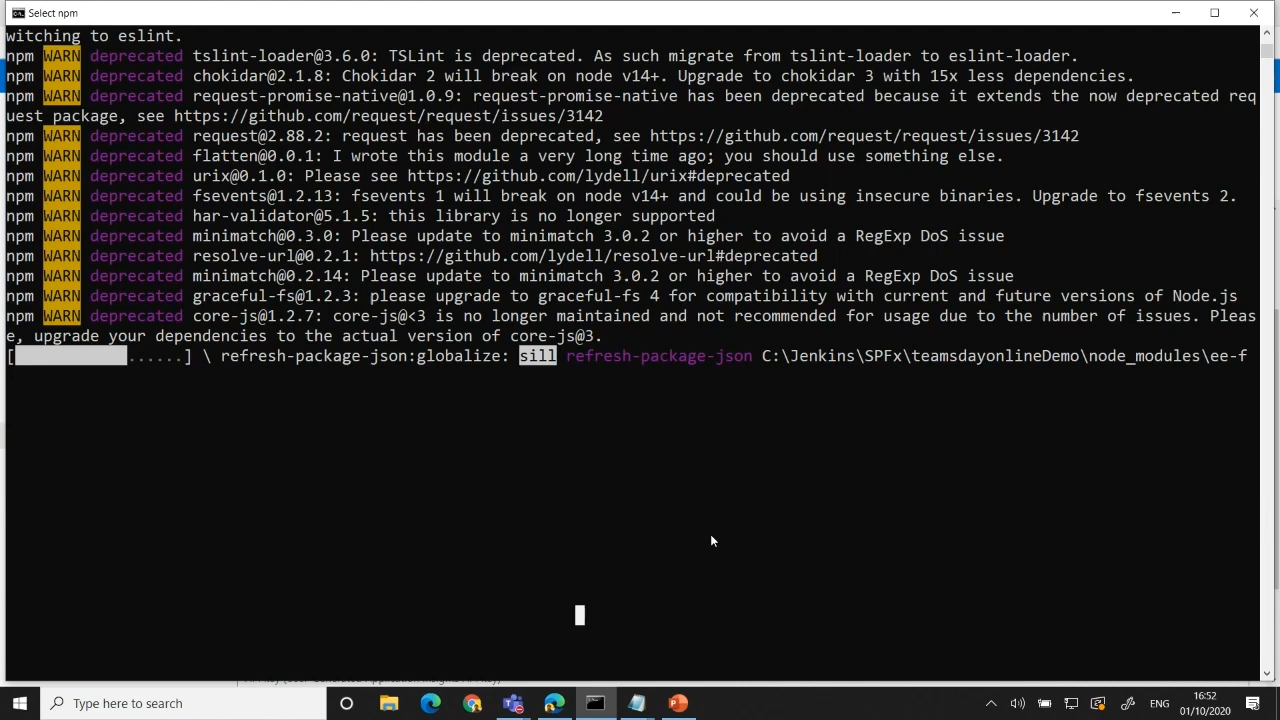 Select npm
witching to eslint.
npm WARN deprecated tslint-loader@3.6.0: TSLint is deprecated. As such migrate from tslint-loader to eslint-loader.
npm WARN deprecated chokidar@2.1.8: Chokidar 2 will break on node v14+. Upgrade to chokidar 3 with 15x less dependencies.
npm WARN deprecated request-promise-native@1.0.9: request-promise-native has been deprecated because it extends the now deprecated req
uest package, see https://github.com/request/request/issues/3142
npm WARN deprecated request@2.88.2: request has been deprecated, see https://github.com/request/request/issues/3142
npm WARN deprecated flatten@0.0.1: I wrote this module a very long time ago; you should use something else.
npm WARN deprecated urix@0.1.0: Please see https://github.com/lydell/urix#deprecated
npm WARN deprecated fsevents@1.2.13: fsevents 1 will break on node v14+ and could be using insecure binaries. Upgrade to fsevents 2.
npm WARN deprecated har-validator@5.1.5: this library is no longer supported
npm WARN deprecated minimatch@0.3.0: Please update to minimatch 3.0.2 or higher to avoid a RegExp DoS issue
npm WARN deprecated resolve-url@0.2.1: https://github.com/lydell/resolve-url#deprecated
npm WARN deprecated minimatch@0.2.14: Please update to minimatch 3.0.2 or higher to avoid a RegExp DoS issue
npm WARN deprecated graceful-fs@1.2.3: please upgrade to graceful-fs 4 for compatibility with current and future versions of Node.js
npm WARN deprecated core-js@1.2.7: core-js@<3 is no longer maintained and not recommended for usage due to the number of issues. Pleas
e, upgrade your dependencies to the actual version of core-js@3.
[ ......] \ refresh-package-json:globalize: sill refresh-package-json C:\Jenkins\SPFx\teamsdayonlineDemo\node_modules\ee-f
Type here to search
ENG
16:52
01/10/2020